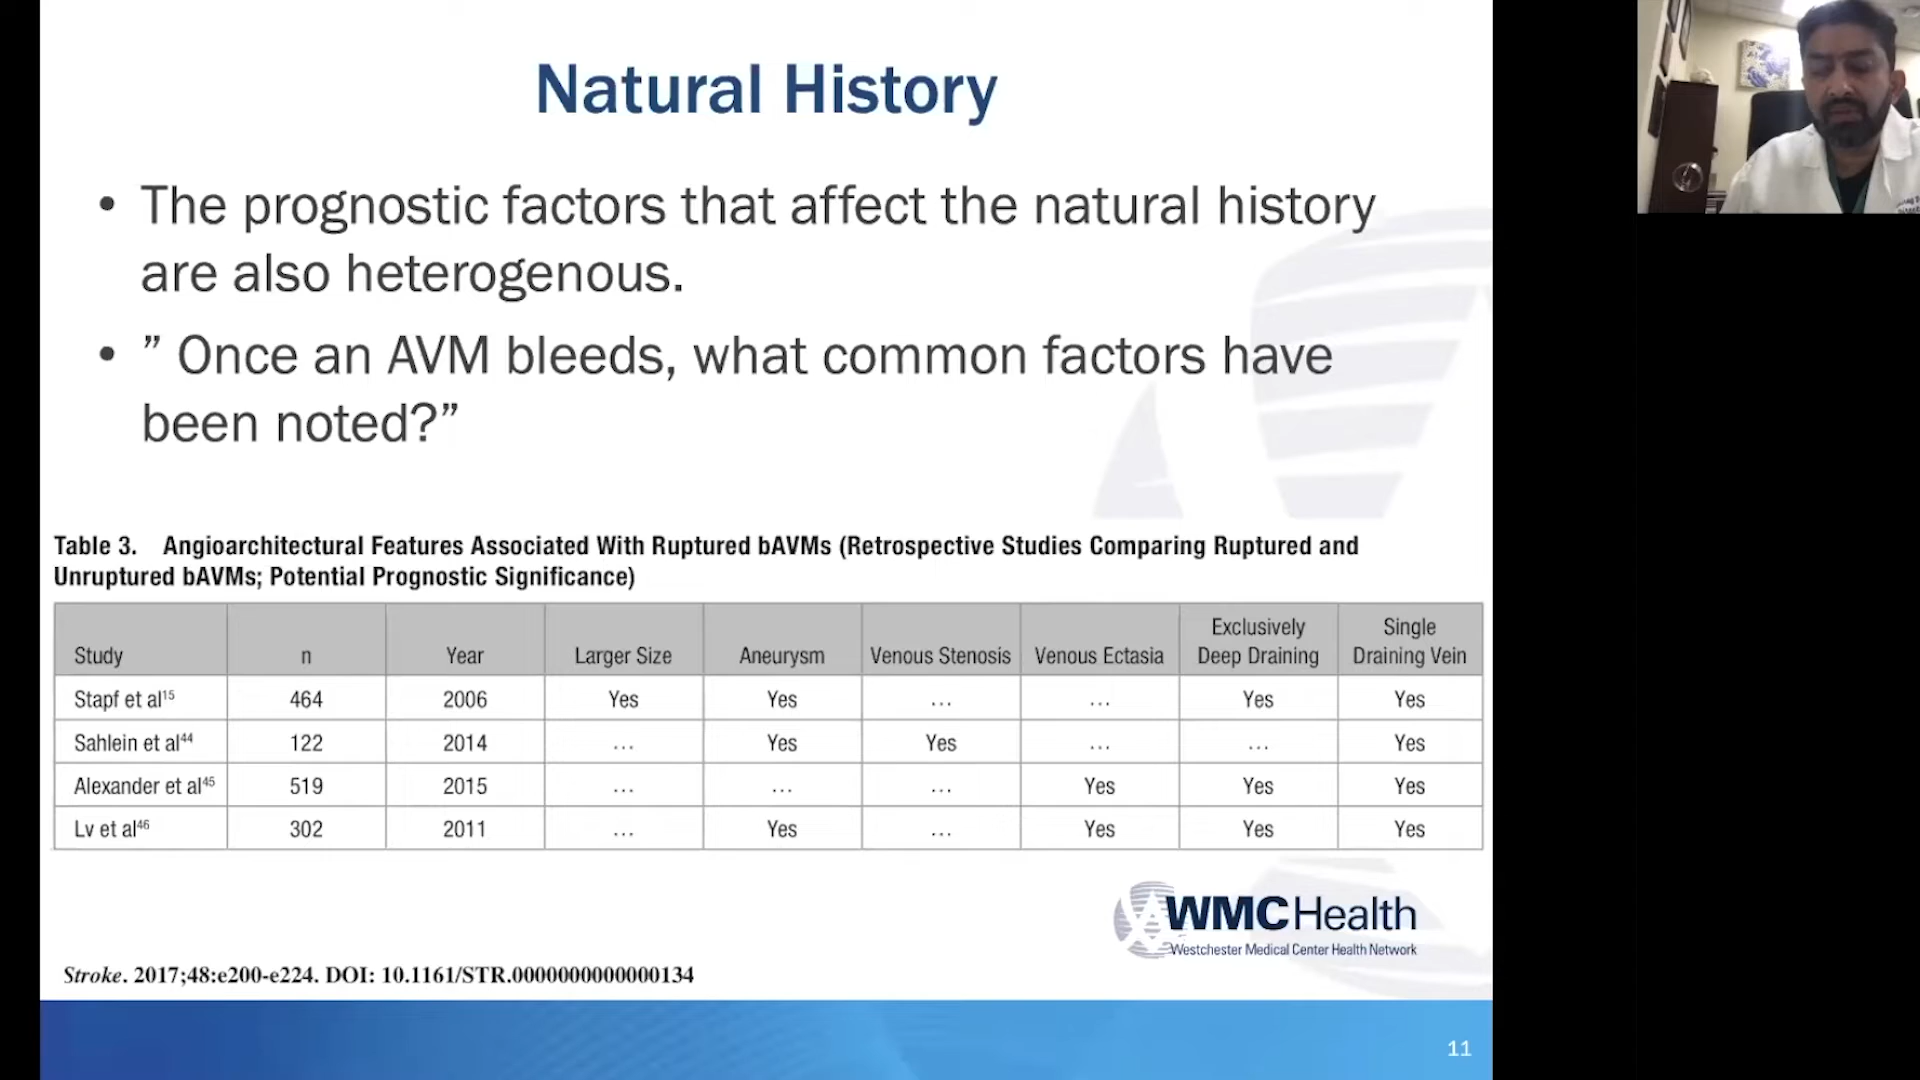 Natural History
• The prognostic factors that affect the natural history
are also heterogenous.
• ” Once an AVM bleeds, what common factors have
been noted?”
Table 3. Angioarchitectural Features Associated With Ruptured bAVMs (Retrospective Studies Comparing Ruptured and
Unruptured bAVMs; Potential Prognostic Significance)
Study n Year Larger Size Aneurysm Venous Stenosis Venous Ectasia Exclusively Deep Draining Single Draining Vein
Stapf et al15 464 2006 Yes Yes ... ... Yes Yes
Sahlein et al44 122 2014 ... Yes Yes ... ... Yes
Alexander et al45 519 2015 ... ... ... Yes Yes Yes
Lv et al46 302 2011 ... Yes ... Yes Yes Yes
WMCHealth
Westchester Medical Center Health Network
Stroke. 2017;48:e200-e224. DOI: 10.1161/STR.0000000000000134
11